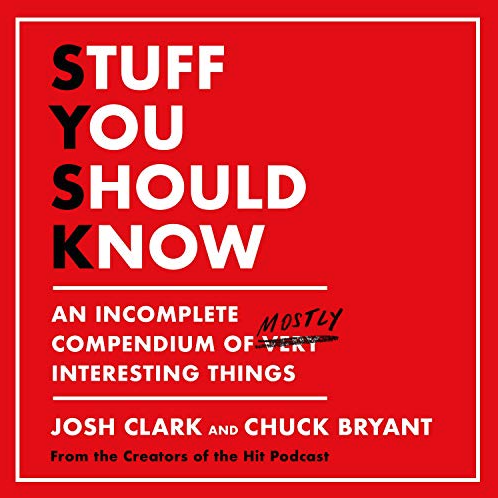 STUFF
YOU
SHOULD
KNOW
AN INCOMPLETE
COMPENDIUM OF VERY MOSTLY
INTERESTING THINGS
JOSH CLARK AND CHUCK BRYANT
From the Creators of the Hit Podcast